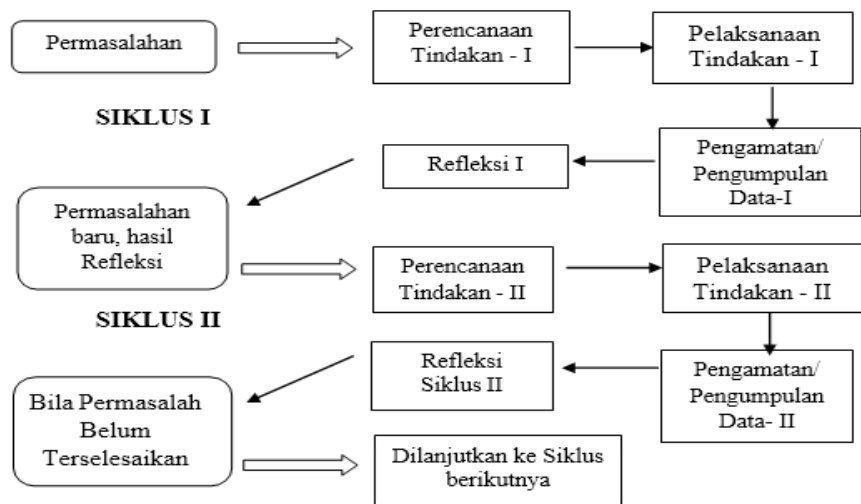 Permasalahan
Perencanaan
Tindakan - I
Pelaksanaan
Tindakan - I
SIKLUS I
Pengamatan/
Pengumpulan
Data-I
Refleksi I
Permasalahan
baru, hasil
Refleksi
Perencanaan
Tindakan - II
Pelaksanaan
Tindakan - II
SIKLUS II
Pengamatan/
Pengumpulan
Data- II
Refleksi
Siklus II
Bila Permasalah
Belum
Terselesaikan
Dilanjutkan ke Siklus
berikutnya